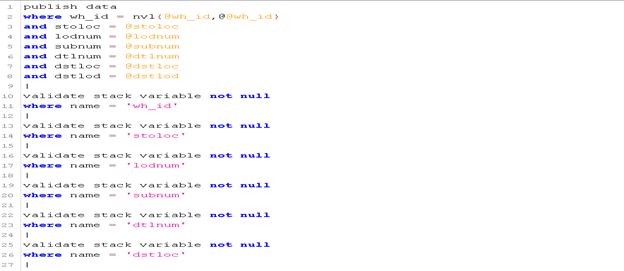 1 publish data
2 where wh_id = nvl(@wh_id,@@wh_id)
3 and stoloc = @stoloc
4 and lodnum = @lodnum
5 and subnum = @subnum
6 and dtlnum = @dtlnum
7 and dstloc = @dstloc
8 and dstlod = @dstlod
9 |
10 validate stack variable not null
11 where name = 'wh_id'
12 |
13 validate stack variable not null
14 where name = 'stoloc'
15 |
16 validate stack variable not null
17 where name = 'lodnum'
18 |
19 validate stack variable not null
20 where name = 'subnum'
21 |
22 validate stack variable not null
23 where name = 'dtlnum'
24 |
25 validate stack variable not null
26 where name = 'dstloc'
27 |